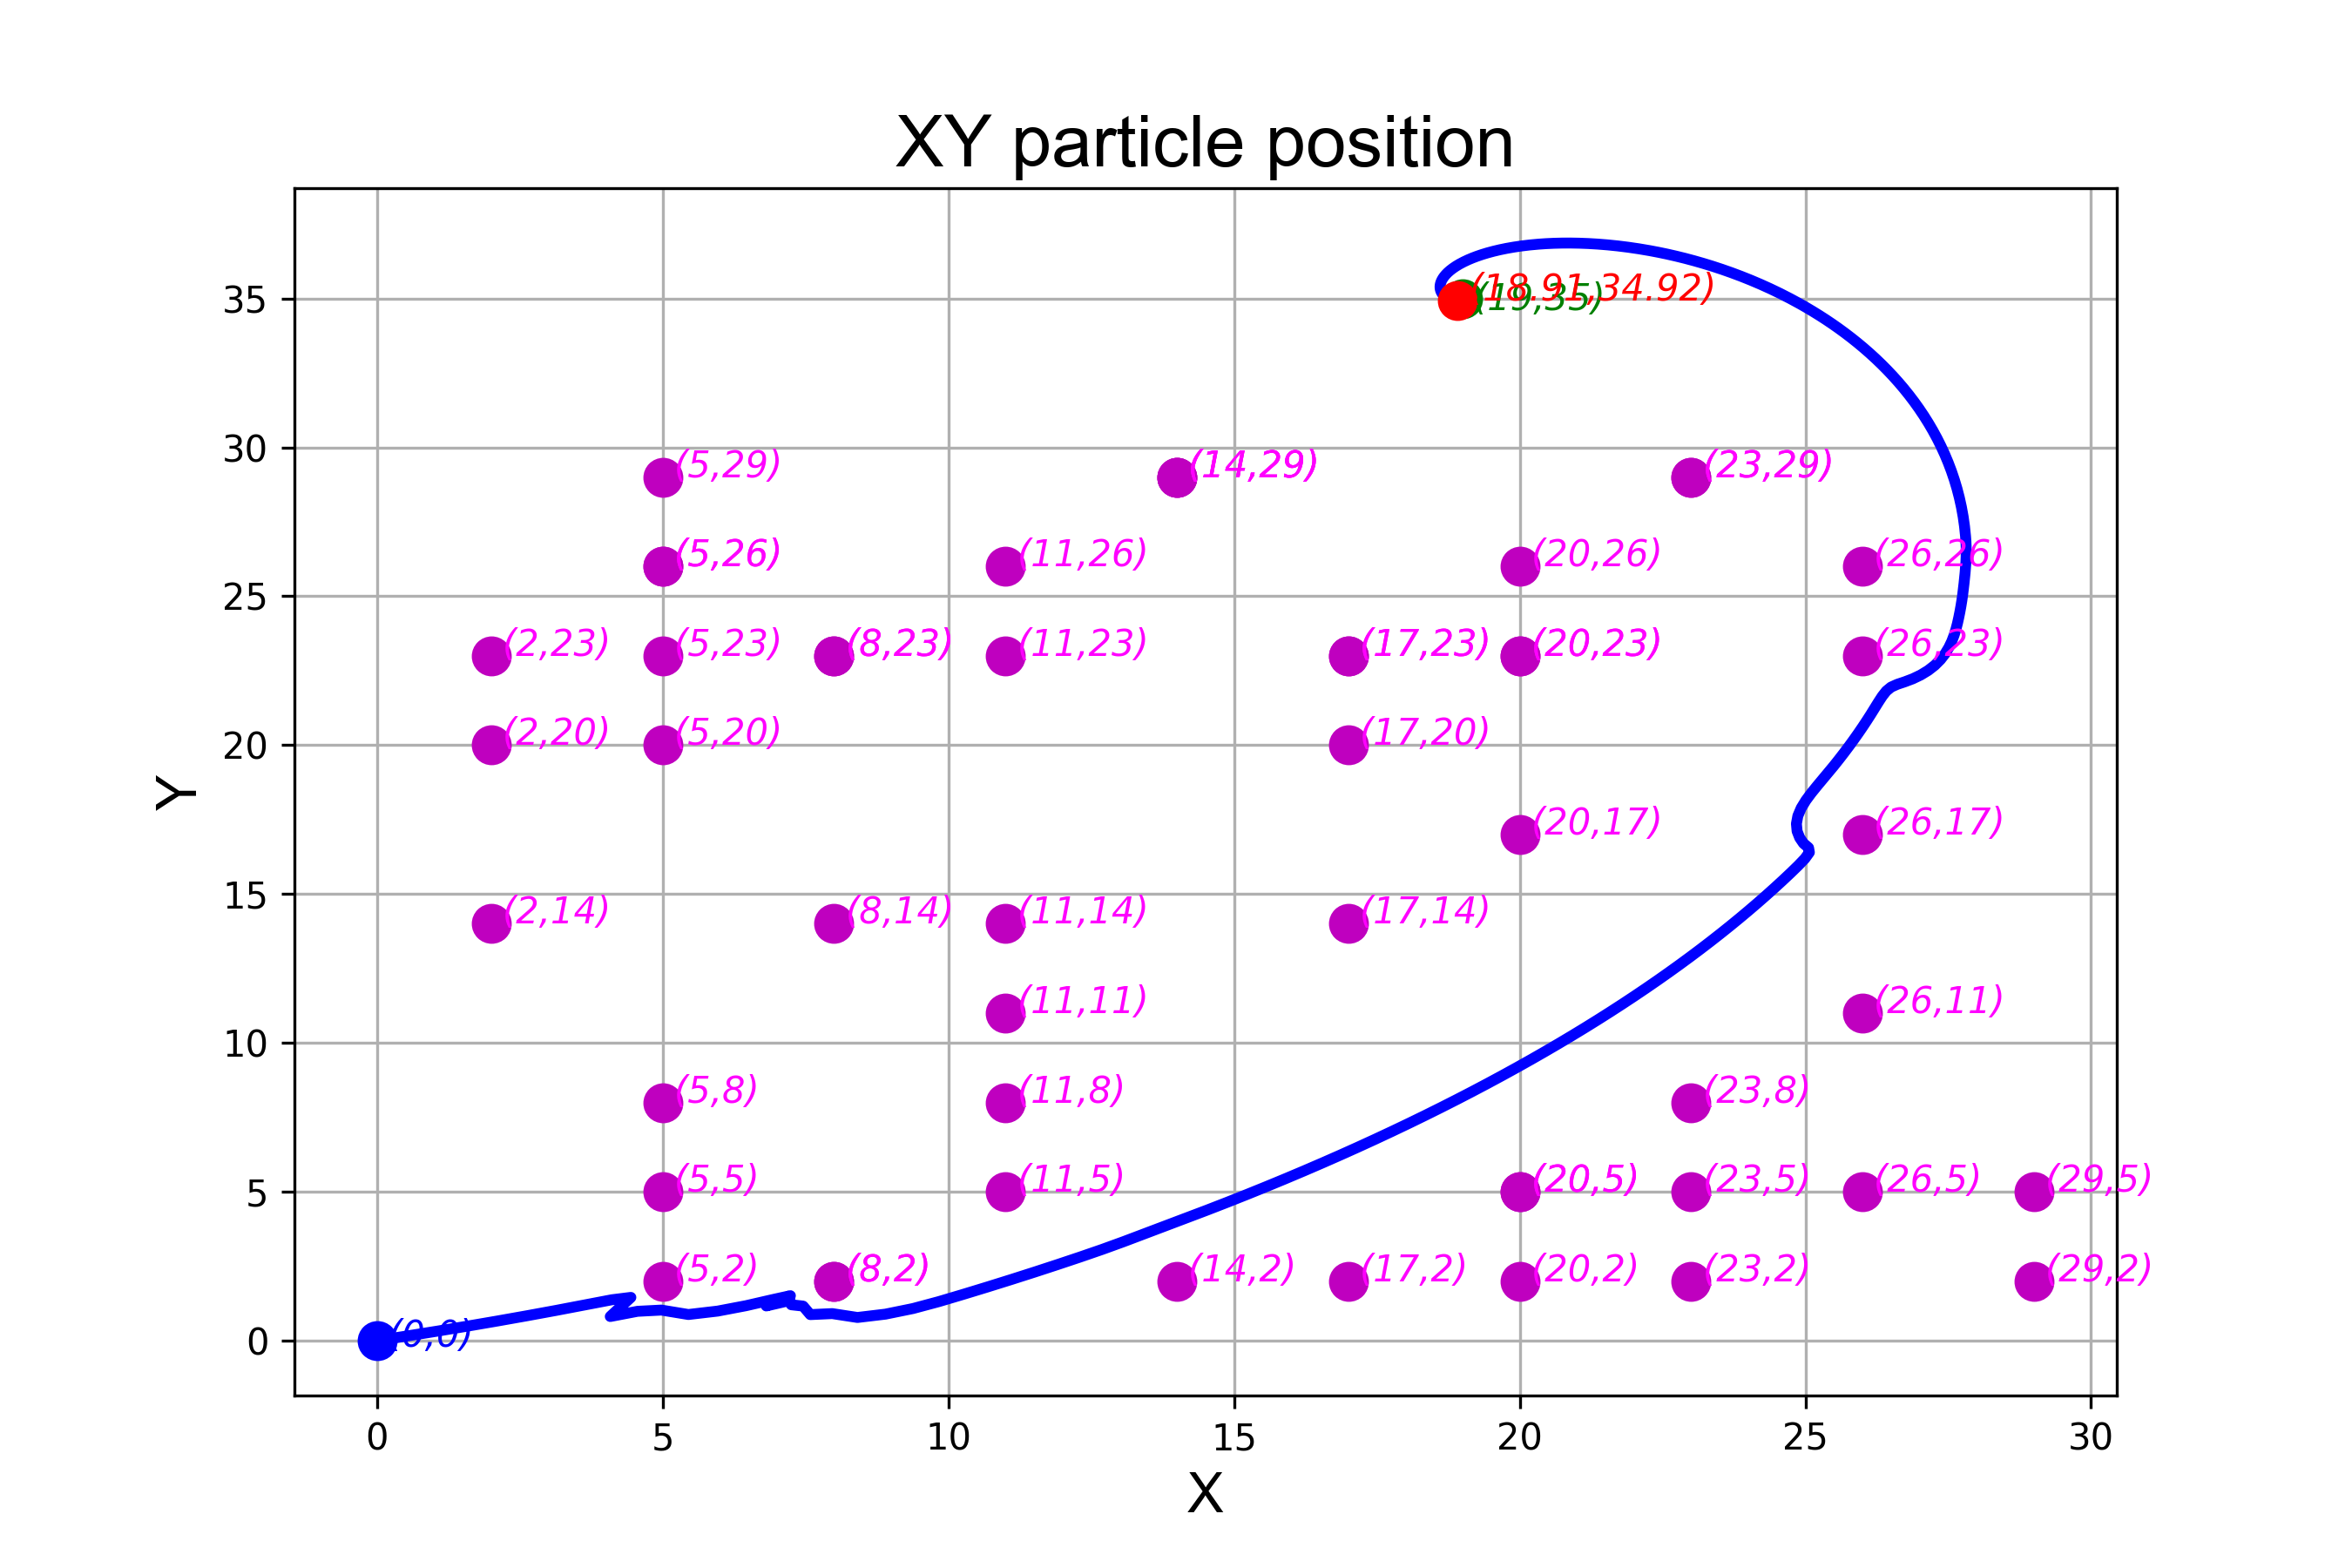 XY particle position
35
(18.91,34.92)
(19,35)
30
(5,29) (14,29) (23,29)
(5,26) (11,26) (20,26) (26,26)
25
(2,23) (5,23) (8,23) (11,23) (17,23) (20,23) (26,23)
20
(2,20) (5,20) (17,20)
Y
(20,17) (26,17)
15
(2,14) (8,14) (11,14) (17,14)
(11,11) (26,11)
10
(5,8) (11,8) (23,8)
5
(5,5) (11,5) (20,5) (23,5) (26,5) (29,5)
(5,2) (8,2) (14,2) (17,2) (20,2) (23,2) (29,2)
0
(0,0)
0 5 10 15 20 25 30
X